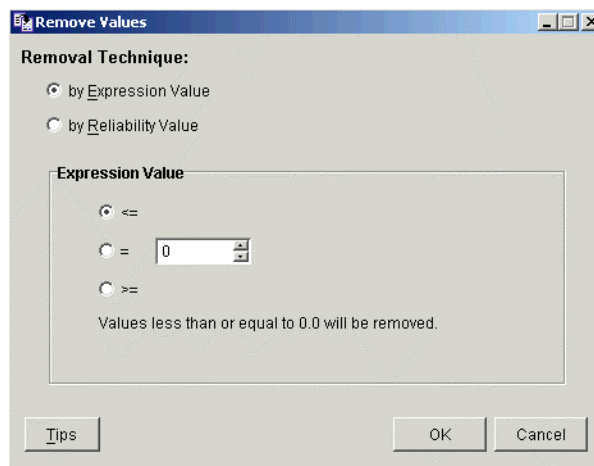 Remove Values
Removal Technique:
by Expression Value
by Reliability Value
Expression Value
<=
= 0
>=
Values less than or equal to 0.0 will be removed.
Tips OK Cancel